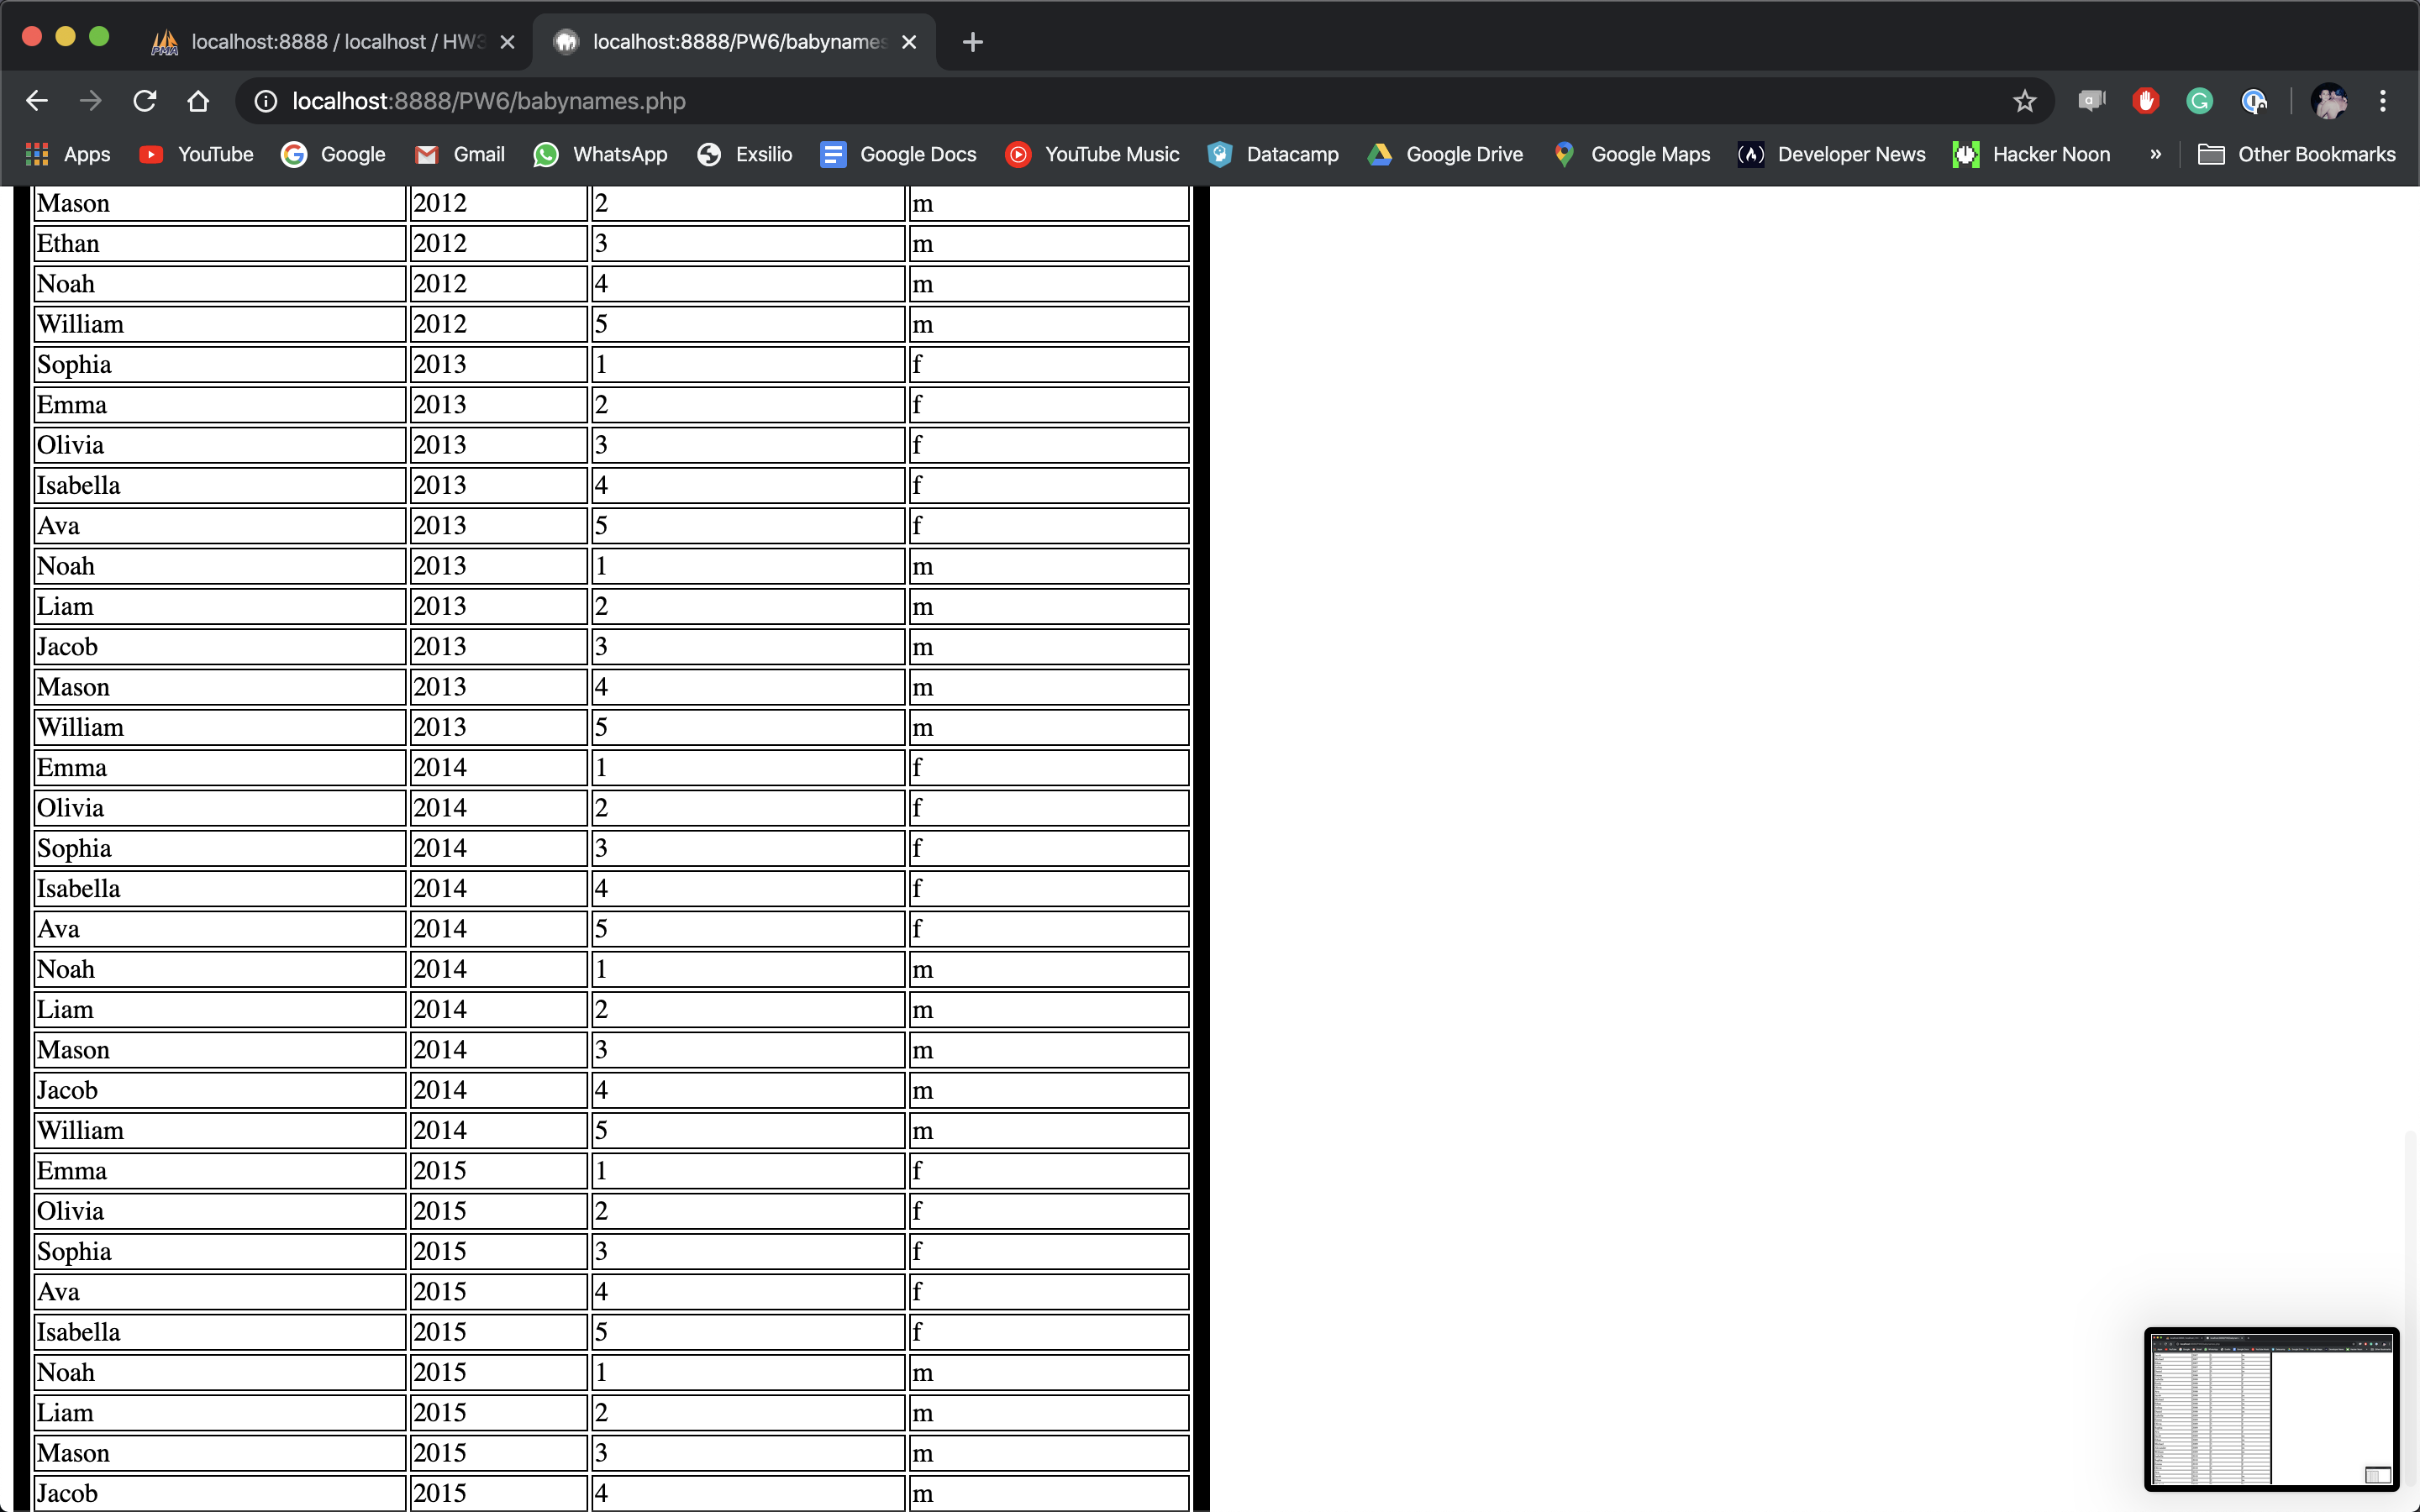 localhost:8888 / localhost / HW3
localhost:8888/PW6/babynames
localhost:8888/PW6/babynames.php
Apps YouTube Google Gmail WhatsApp Exsilio Google Docs YouTube Music Datacamp Google Drive Google Maps Developer News Hacker Noon » Other Bookmarks
Mason 2012 2 m
Ethan 2012 3 m
Noah 2012 4 m
William 2012 5 m
Sophia 2013 1 f
Emma 2013 2 f
Olivia 2013 3 f
Isabella 2013 4 f
Ava 2013 5 f
Noah 2013 1 m
Liam 2013 2 m
Jacob 2013 3 m
Mason 2013 4 m
William 2013 5 m
Emma 2014 1 f
Olivia 2014 2 f
Sophia 2014 3 f
Isabella 2014 4 f
Ava 2014 5 f
Noah 2014 1 m
Liam 2014 2 m
Mason 2014 3 m
Jacob 2014 4 m
William 2014 5 m
Emma 2015 1 f
Olivia 2015 2 f
Sophia 2015 3 f
Ava 2015 4 f
Isabella 2015 5 f
Noah 2015 1 m
Liam 2015 2 m
Mason 2015 3 m
Jacob 2015 4 m